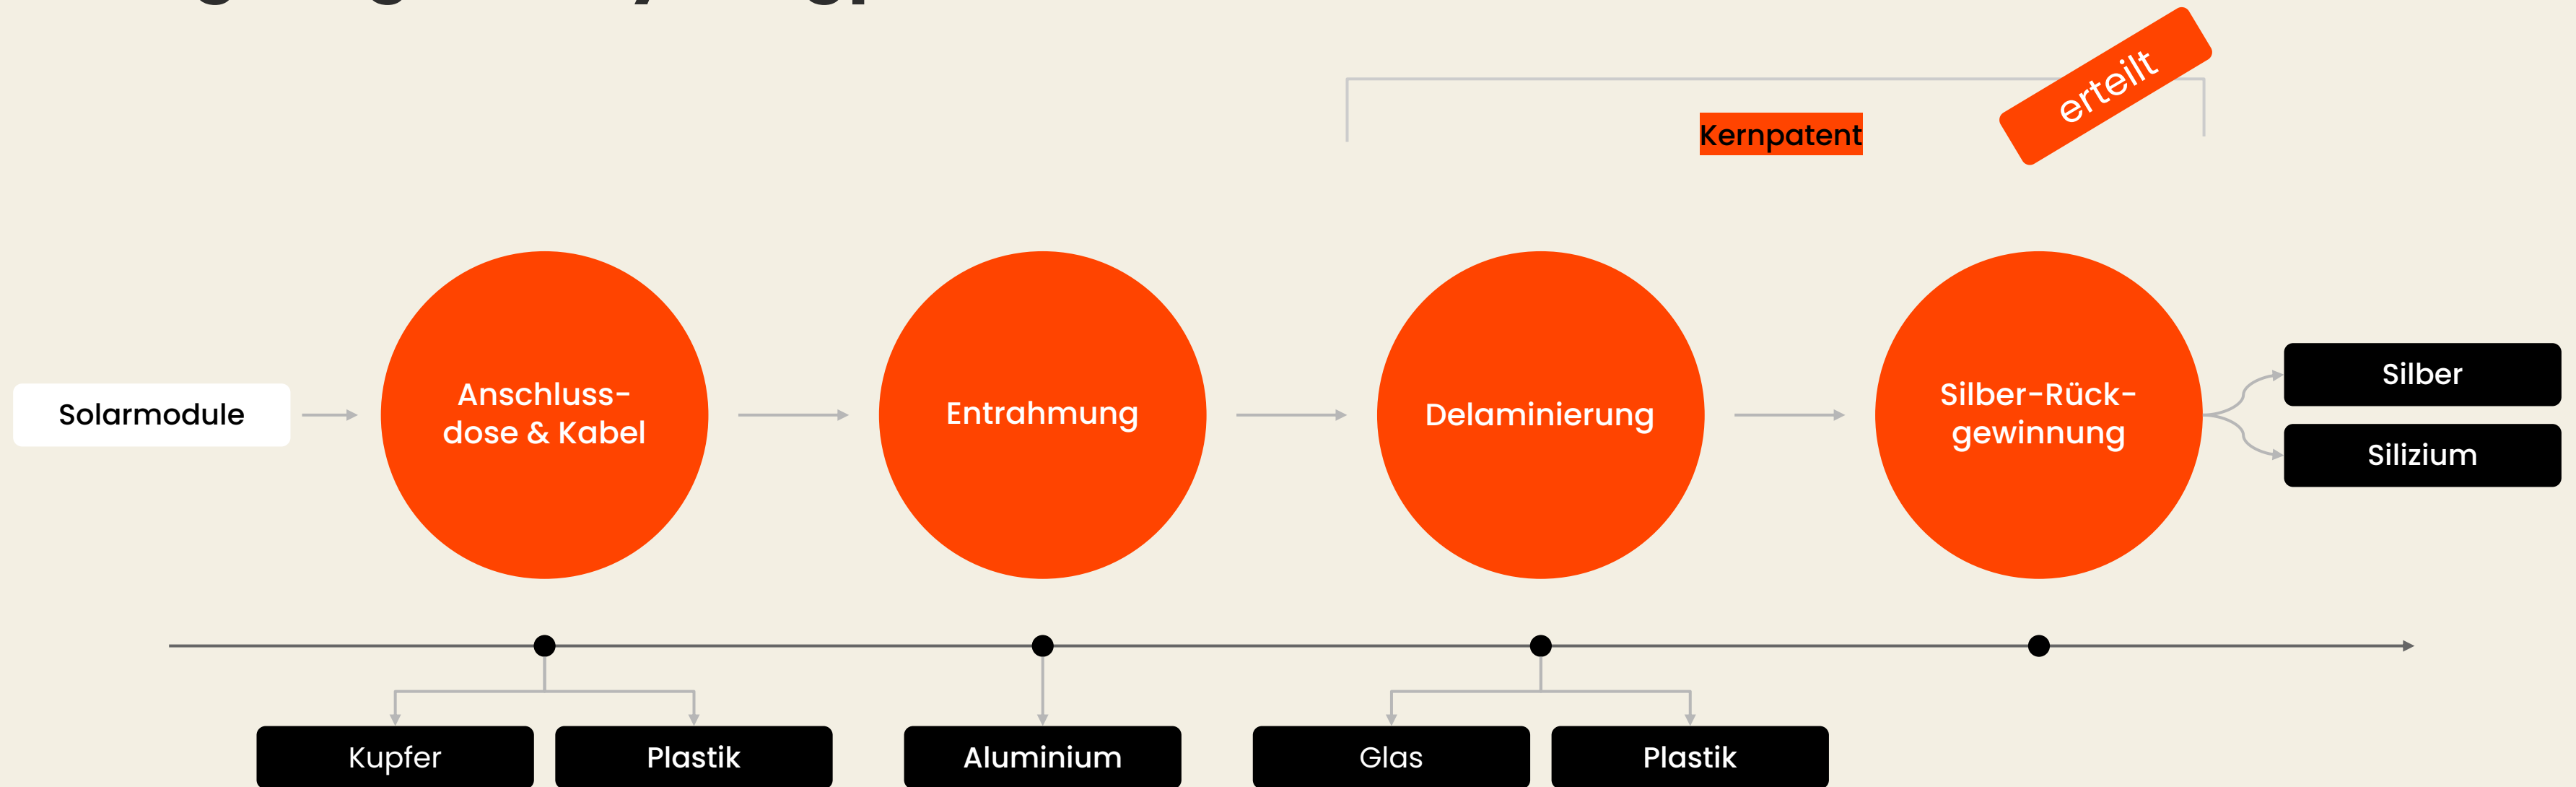 erteilt
Kernpatent
Solarmodule
Anschluss-
dose & Kabel
Entrahmung
Delaminierung
Silber-Rück-
gewinnung
Silber
Silizium
Kupfer
Plastik
Aluminium
Glas
Plastik